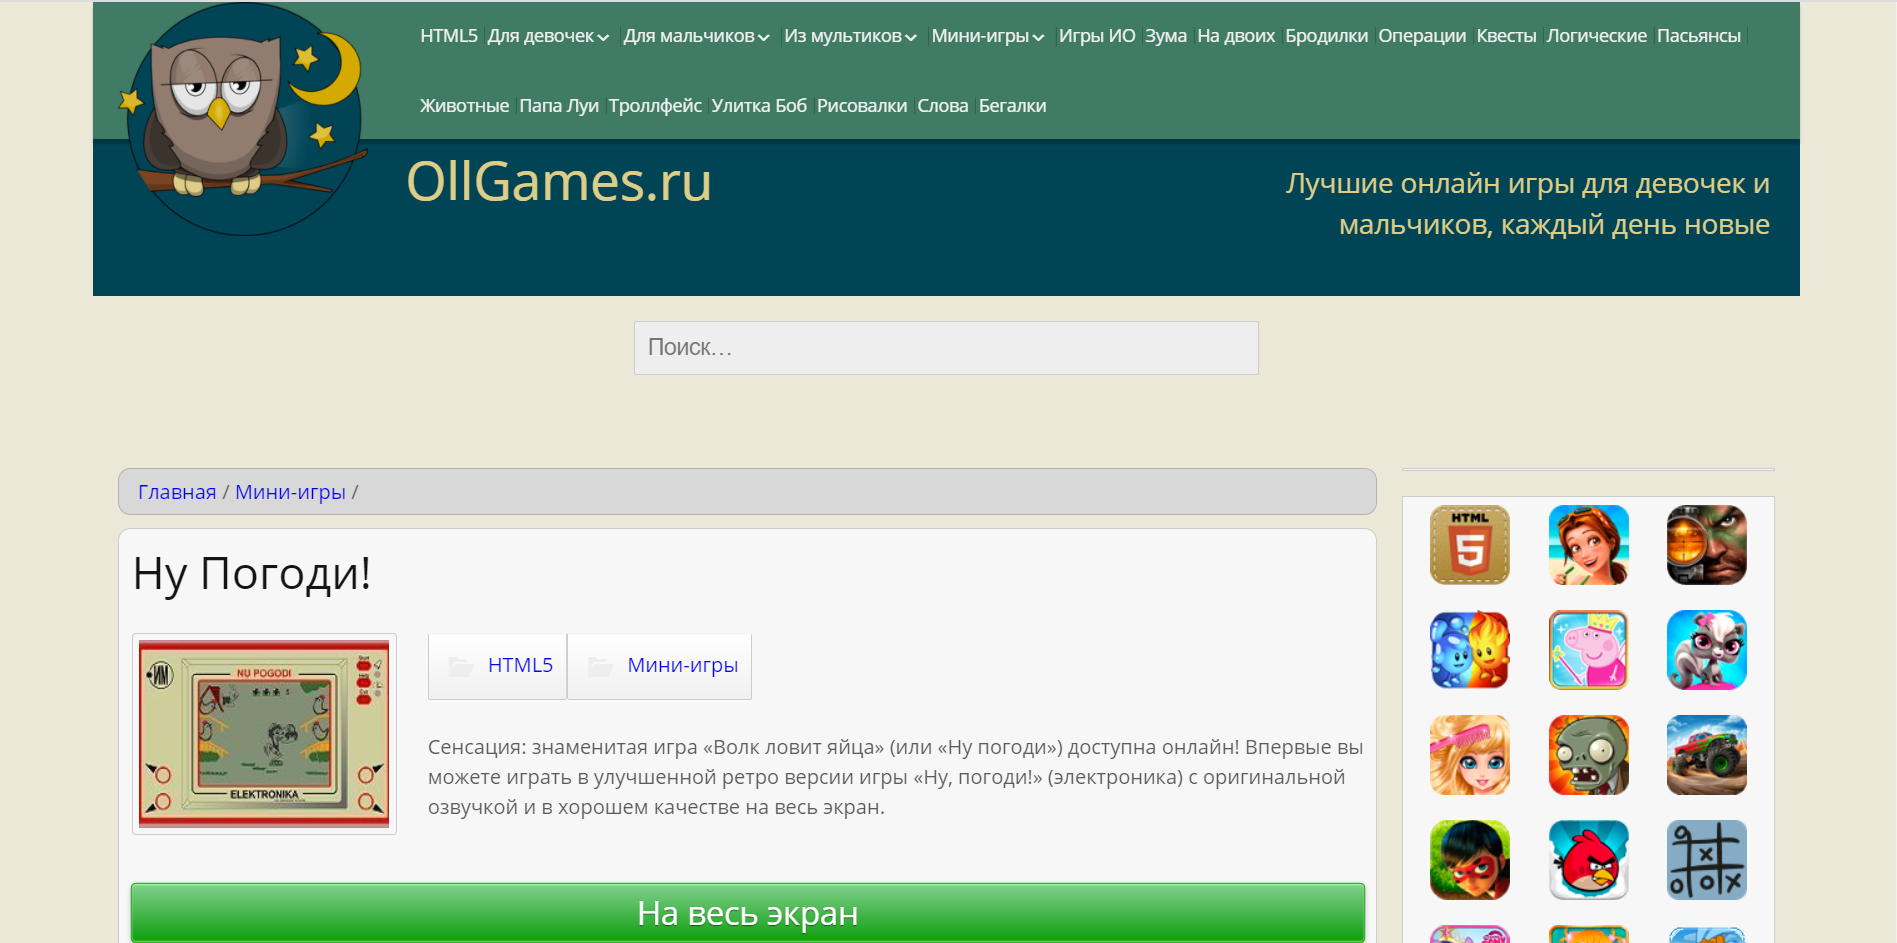 HTML5 Для девочек Для мальчиков Из мультиков Мини-игры Игры ИО Зума На двоих Бродилки Операции Квесты Логические Пасьянсы
Животные Папа Луи Троллфейс Улитка Боб Рисовалки Слова Бегалки
OllGames.ru
Лучшие онлайн игры для девочек и
мальчиков, каждый день новые
Поиск…
Главная / Мини-игры /
Ну Погоди!
ИМ
NU POGODI
ELEKTRONIKA
HTML5 Мини-игры
Сенсация: знаменитая игра «Волк ловит яйца» (или «Ну погоди») доступна онлайн! Впервые вы
можете играть в улучшенной ретро версии игры «Ну, погоди!» (электроника) с оригинальной
озвучкой и в хорошем качестве на весь экран.
На весь экран
HTML
5